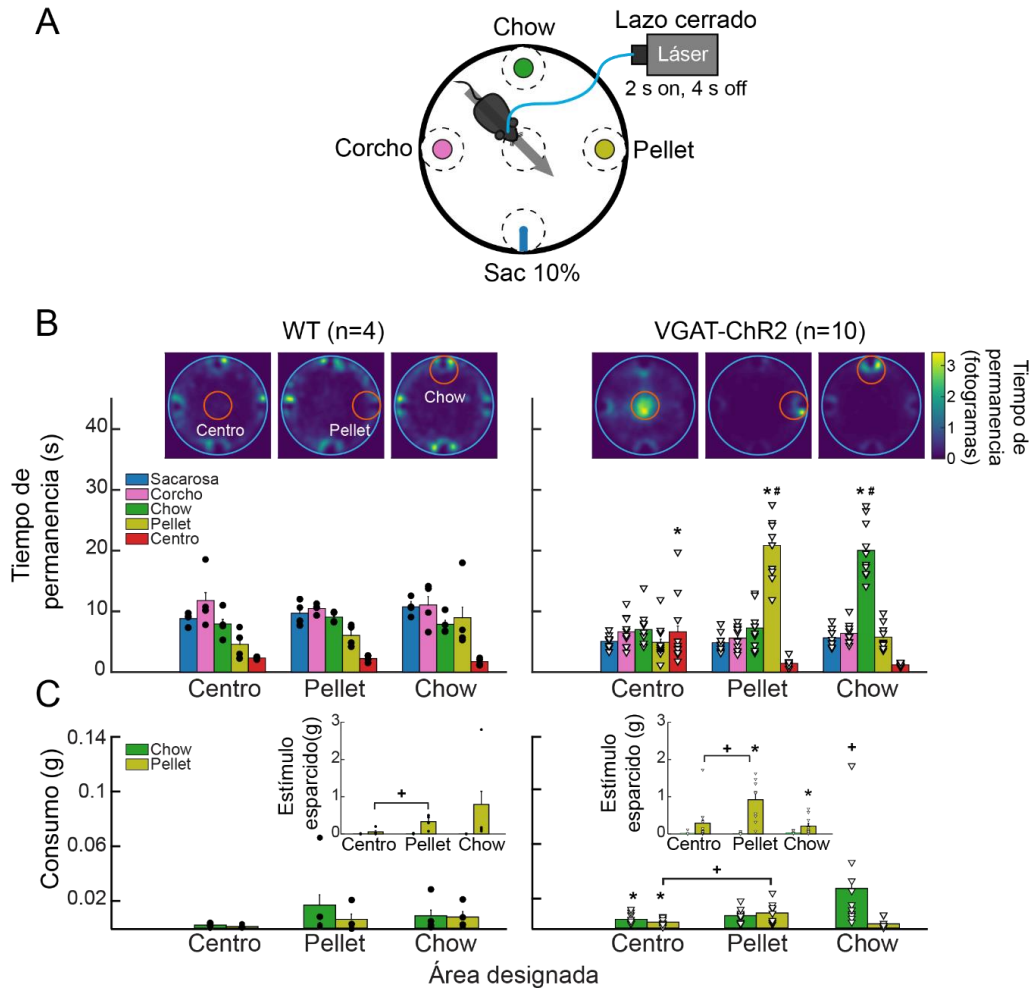 A
Chow
Lazo cerrado
Láser
2 s on, 4 s off
Corcho
Pellet
Sac 10%
B
WT (n=4)
VGAT-ChR2 (n=10)
Centro
Pellet
Chow
Tiempo de
permanencia
(fotogramas)
3
2
1
0
Tiempo de
permanencia (s)
40
30
20
10
0
Sacarosa
Corcho
Chow
Pellet
Centro
*
* #
* #
Centro
Pellet
Chow
Centro
Pellet
Chow
C
Consumo (g)
0.14
0.1
0.06
0.02
Chow
Pellet
Estímulo
esparcido(g)
3
2
1
0
+
Centro
Pellet
Chow
Estímulo
esparcido (g)
3
2
1
0
+
*
*
Centro
Pellet
Chow
+
*
*
+
Centro
Pellet
Chow
Centro
Pellet
Chow
Área designada